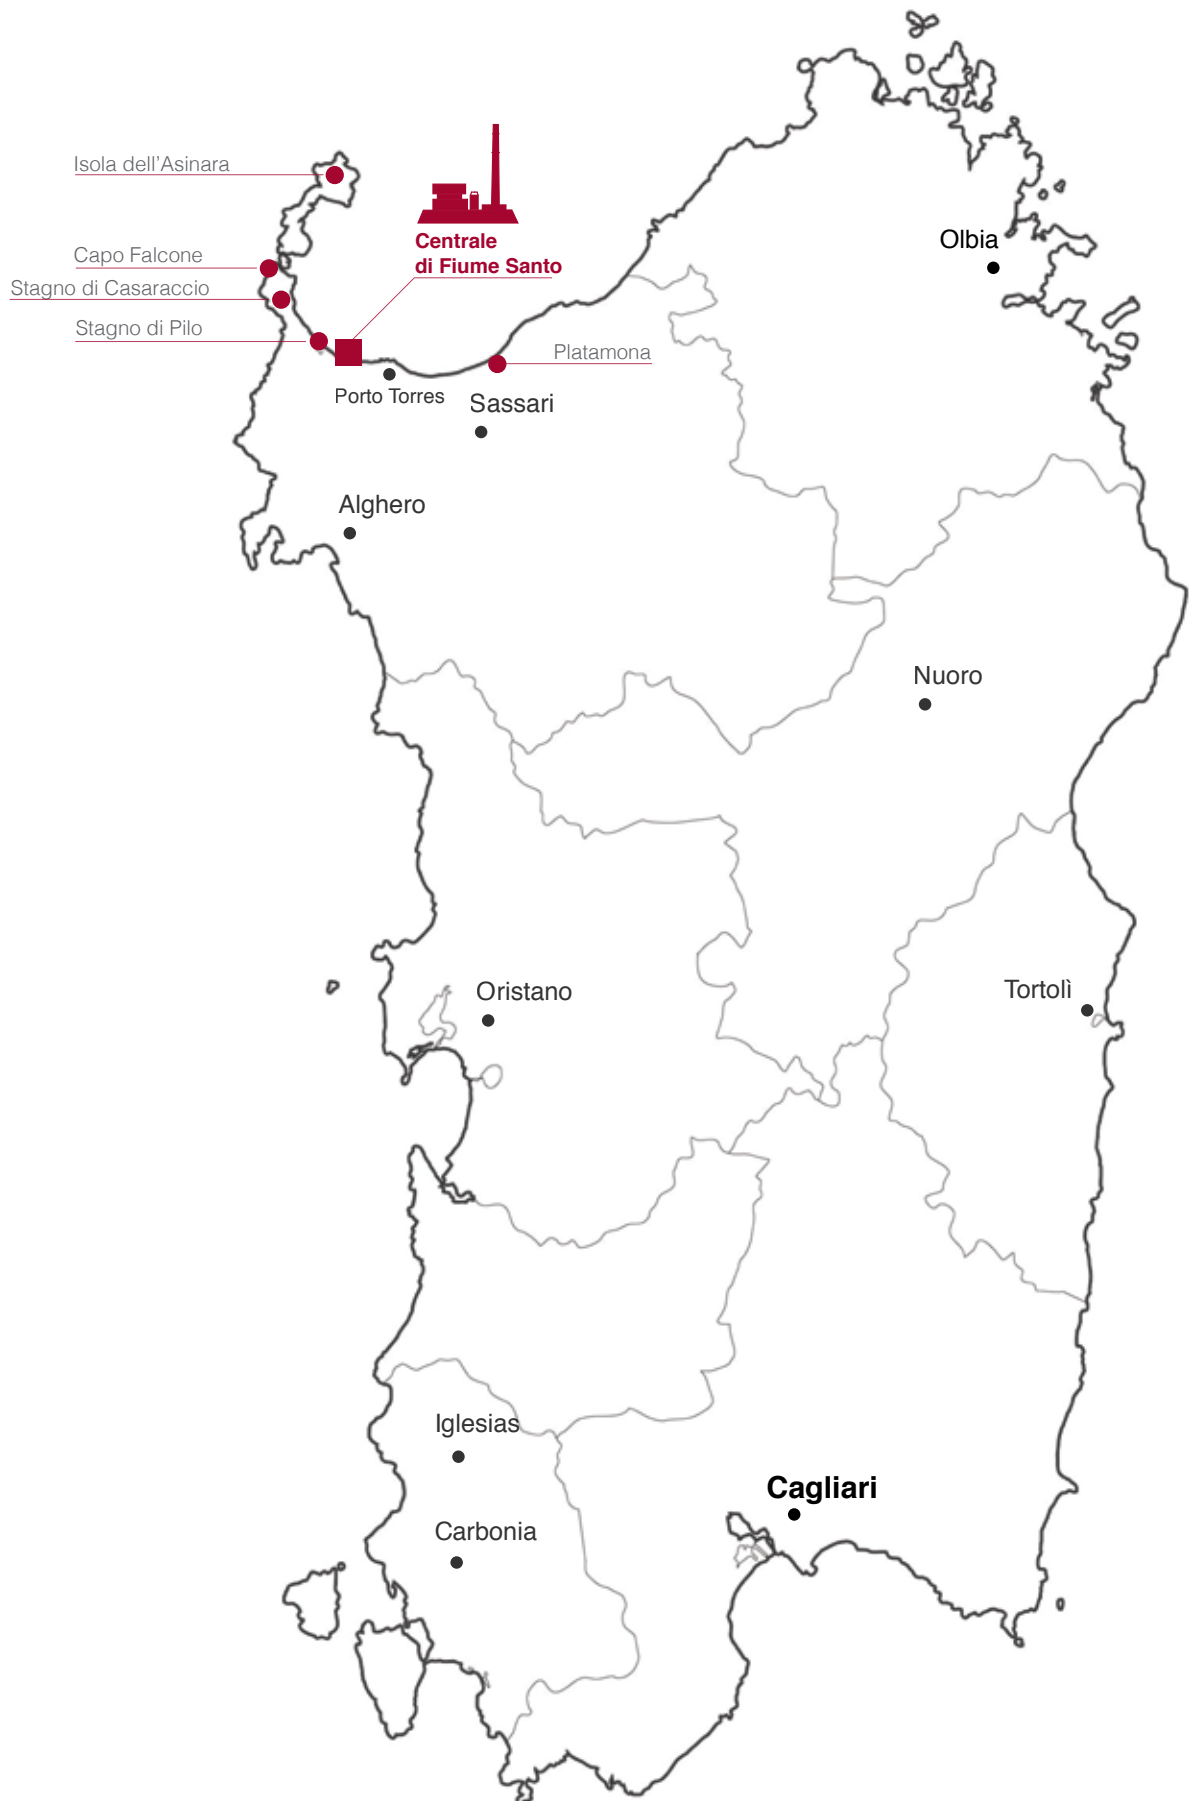 Isola dell'Asinara
Centrale
di Fiume Santo
Olbia
Capo Falcone
Stagno di Casaraccio
Stagno di Pilo
Platamona
Porto Torres
Sassari
Alghero
Nuoro
Oristano
Tortolì
Iglesias
Cagliari
Carbonia